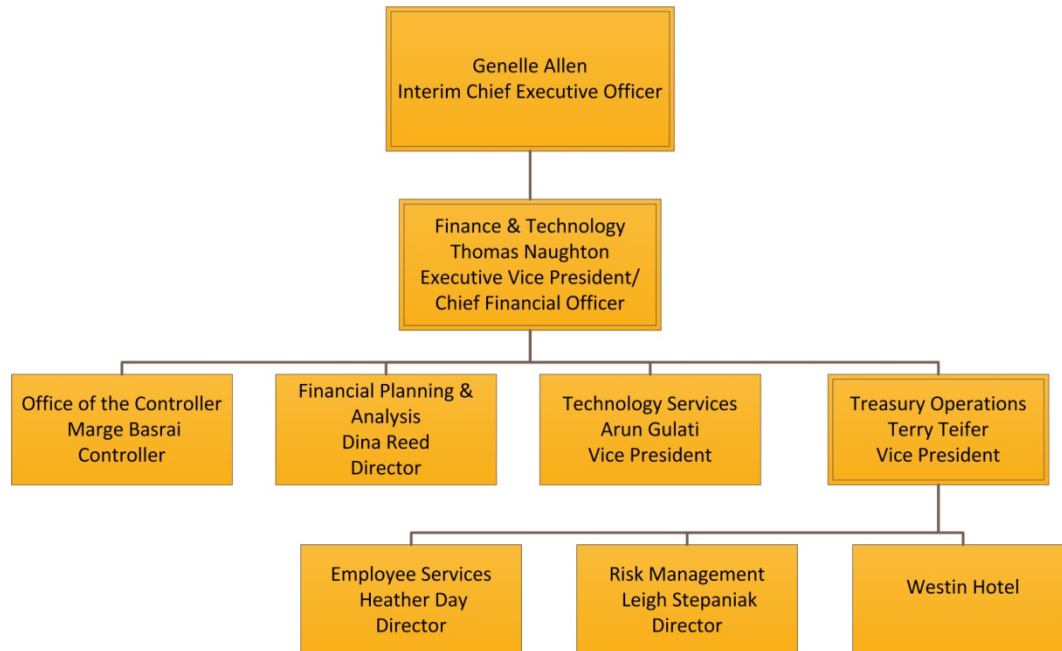 Genelle Allen
Interim Chief Executive Officer
Finance & Technology
Thomas Naughton
Executive Vice President/
Chief Financial Officer
Office of the Controller
Marge Basrai
Controller
Financial Planning &
Analysis
Dina Reed
Director
Technology Services
Arun Gulati
Vice President
Treasury Operations
Terry Teifer
Vice President
Employee Services
Heather Day
Director
Risk Management
Leigh Stepaniak
Director
Westin Hotel